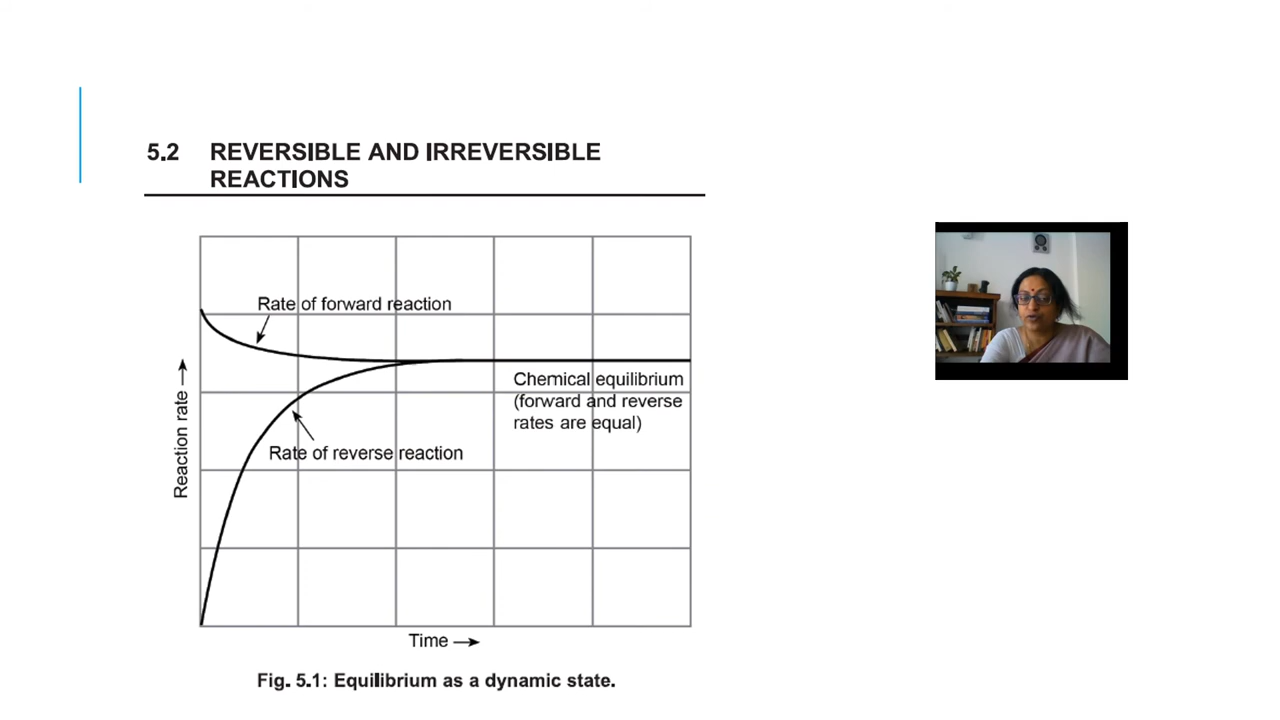 5.2 REVERSIBLE AND IRREVERSIBLE
REACTIONS
Rate of forward reaction
Chemical equilibrium
(forward and reverse
rates are equal)
Rate of reverse reaction
Reaction rate
Time
Fig. 5.1: Equilibrium as a dynamic state.